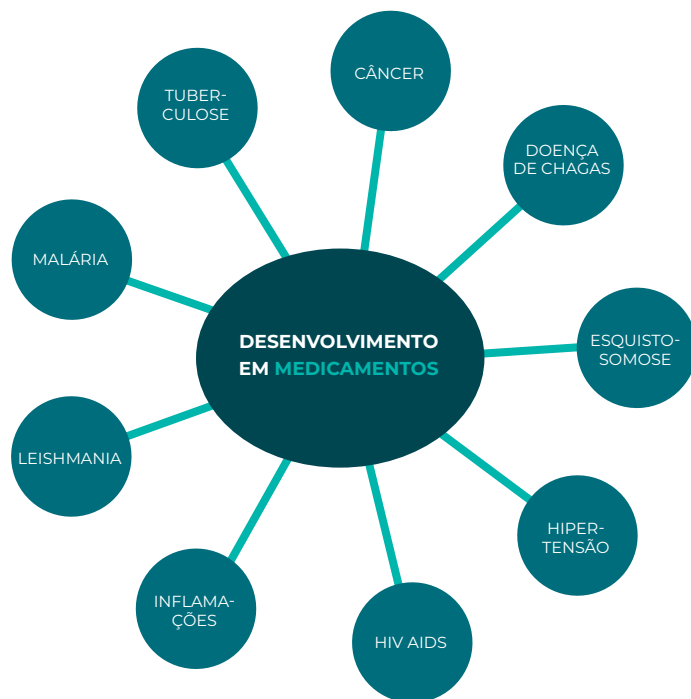 CÂNCER
TUBER-
CULOSE
DOENÇA
DE CHAGAS
MALÁRIA
DESENVOLVIMENTO
EM MEDICAMENTOS
ESQUISTO-
SOMOSE
LEISHMANIA
HIPER-
TENSÃO
INFLAMA-
ÇÕES
HIV AIDS